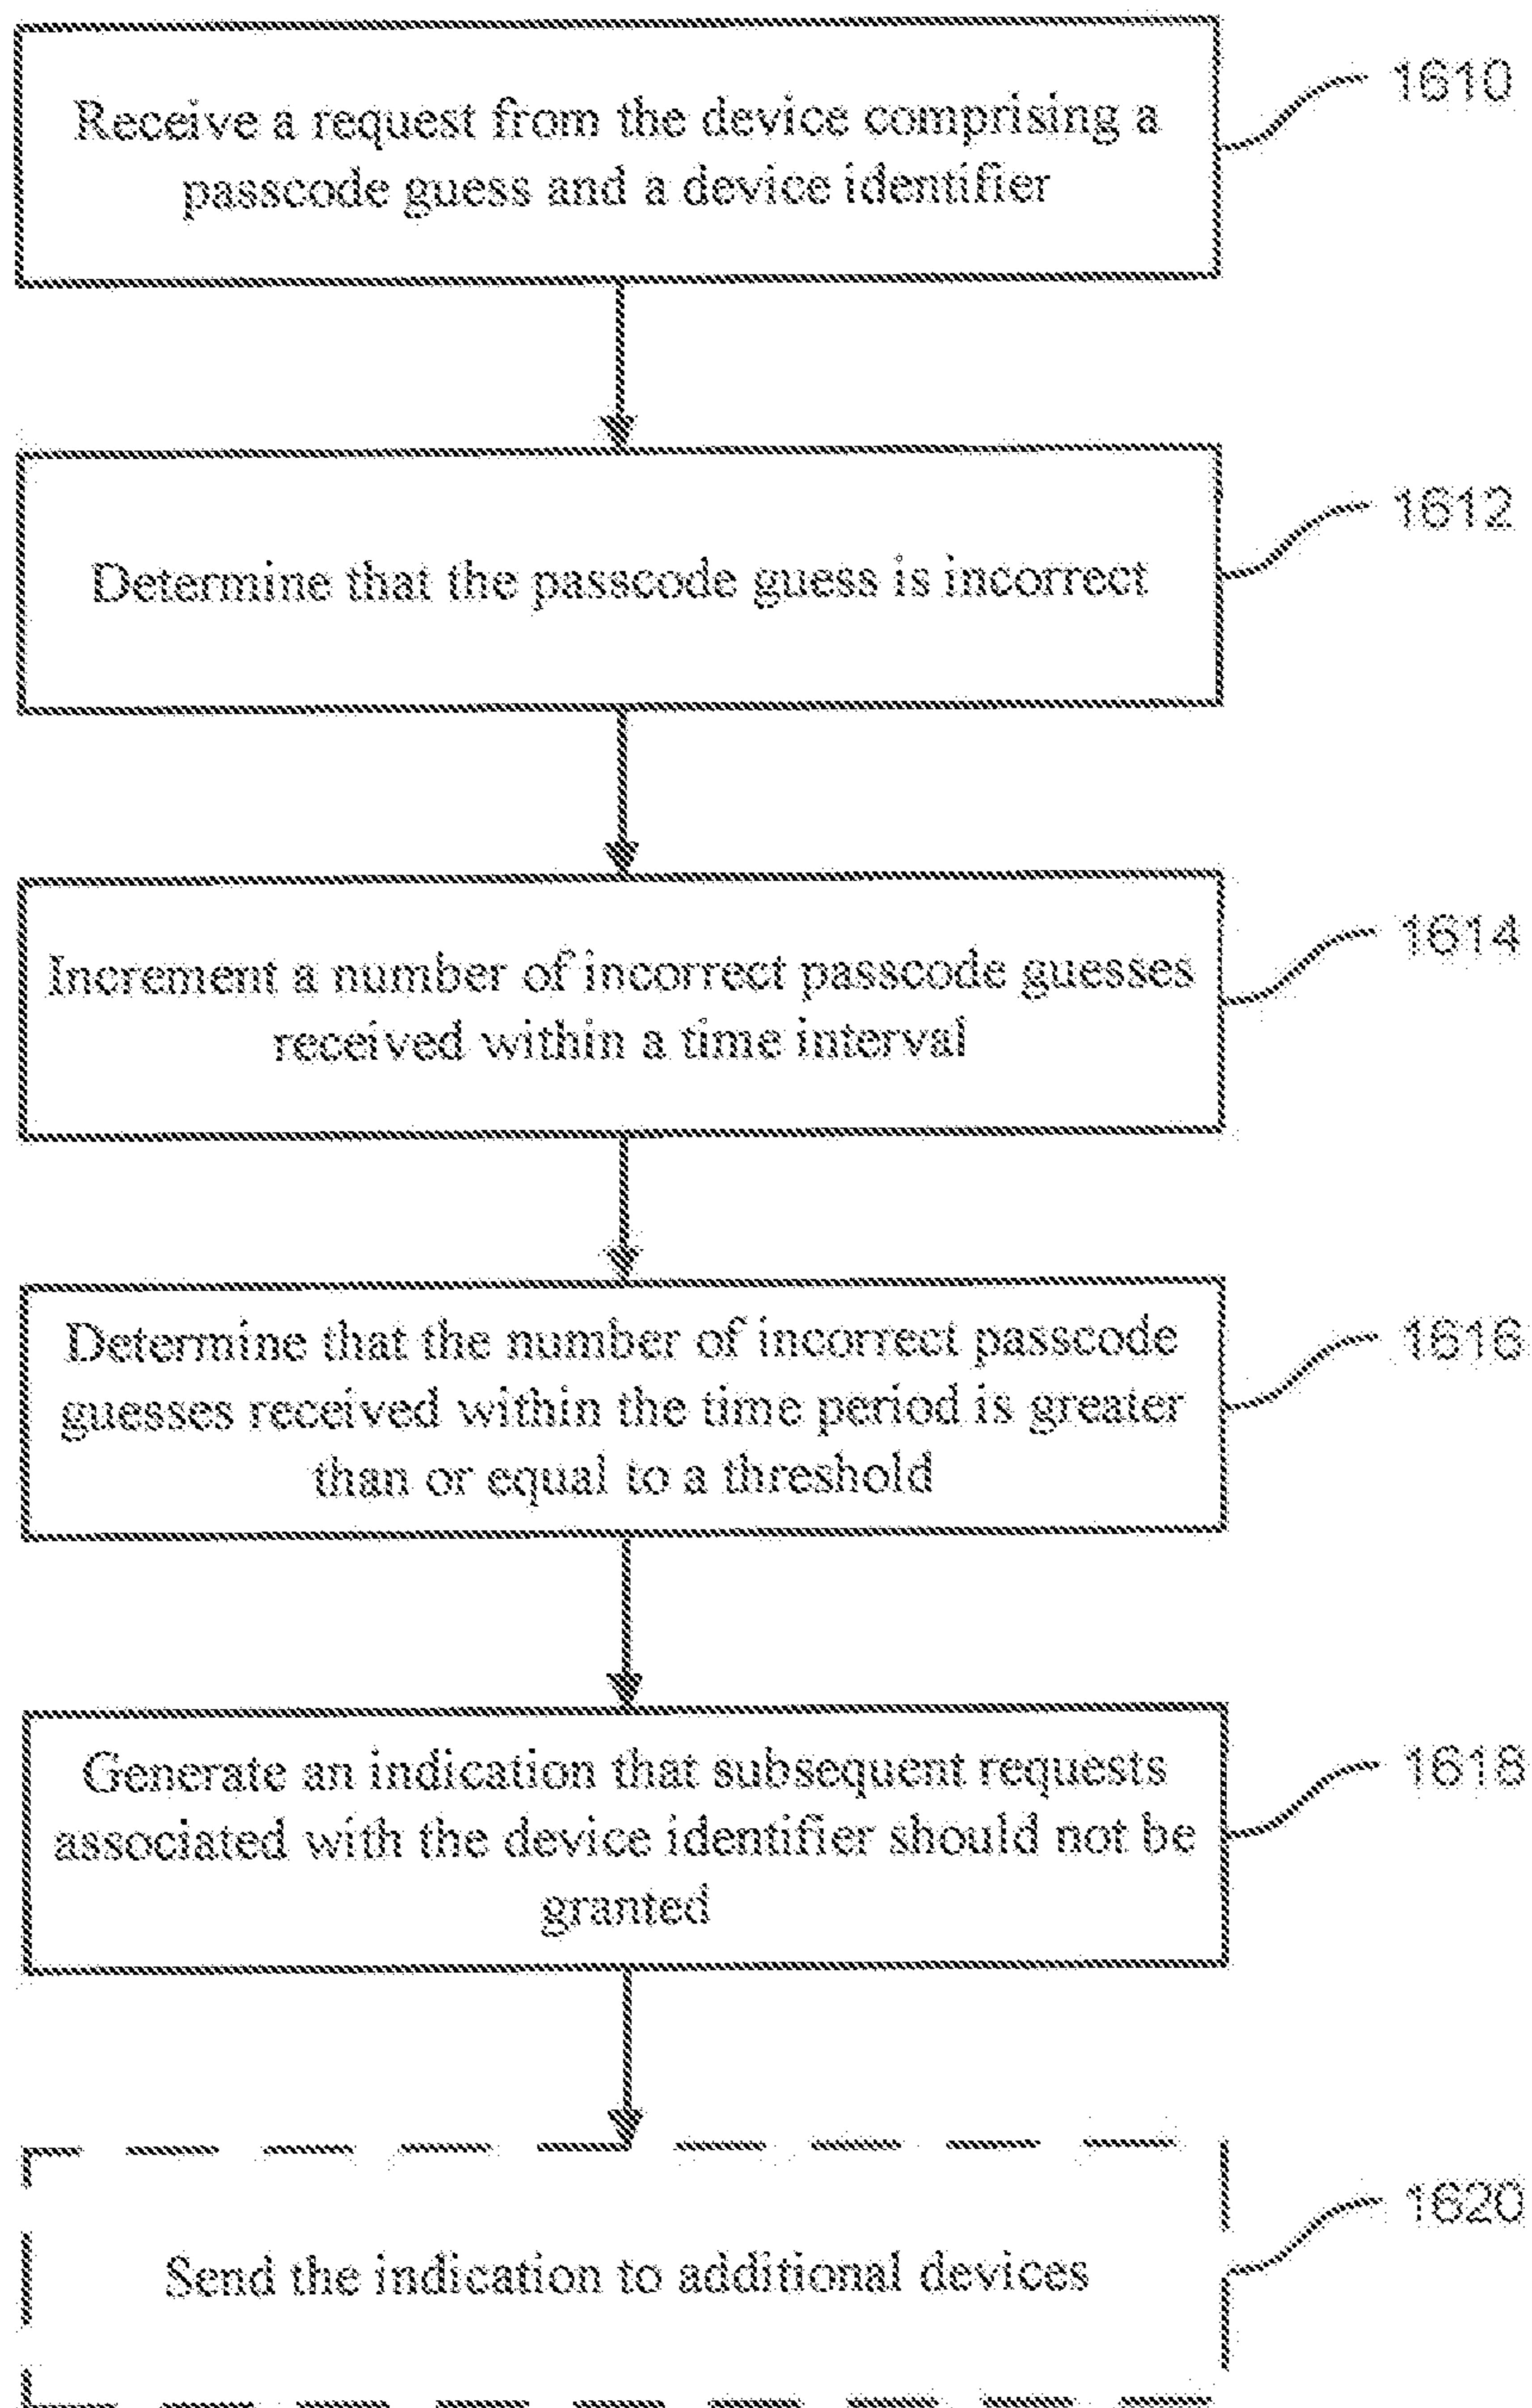 Receive a request from the device comprising a
passcode guess and a device identifier
1610
Determine that the passcode guess is incorrect
1612
Increment a number of incorrect passcode guesses
received within a time interval
1614
Determine that the number of incorrect passcode
guesses received within the time period is greater
than or equal to a threshold
1616
Generate an indication that subsequent requests
associated with the device identifier should not be
granted
1618
Send the indication to additional devices
1620